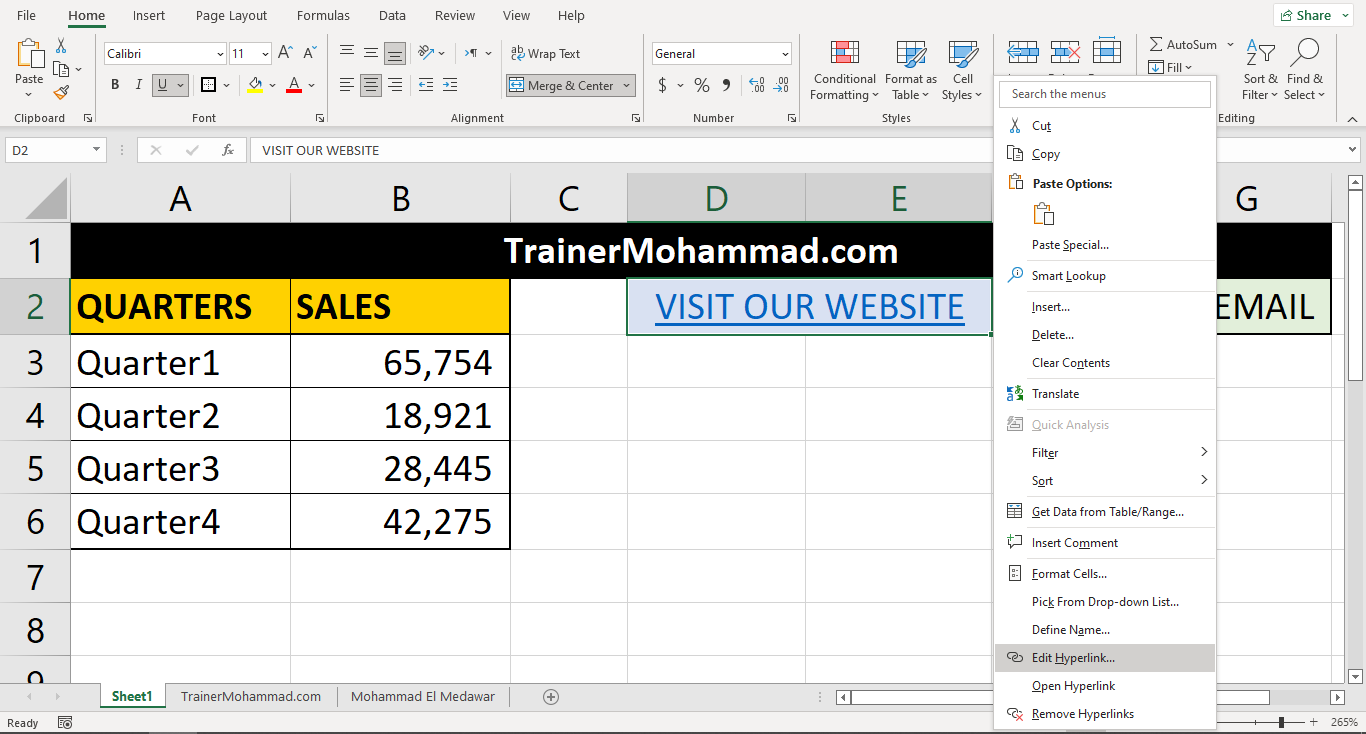 File Home Insert Page Layout Formulas Data Review View Help Share
Calibri 11 Wrap Text General AutoSum
Paste Conditional Formatting Format as Table Cell Styles Fill Sort & Filter Find & Select
B I U A Merge & Center $ % 9
Clipboard Font Alignment Number Styles Editing
D2 fx VISIT OUR WEBSITE
A B C D E G
1 TrainerMohammad.com
2 QUARTERS SALES VISIT OUR WEBSITE EMAIL
3 Quarter1 65,754
4 Quarter2 18,921
5 Quarter3 28,445
6 Quarter4 42,275
7
8
9
Search the menus
Cut
Copy
Paste Options:
Paste Special...
Smart Lookup
Insert...
Delete...
Clear Contents
Translate
Quick Analysis
Filter
Sort
Get Data from Table/Range...
Insert Comment
Format Cells...
Pick From Drop-down List...
Define Name...
Edit Hyperlink...
Open Hyperlink
Remove Hyperlinks
Sheet1 TrainerMohammad.com Mohammad El Medawar
Ready 265%